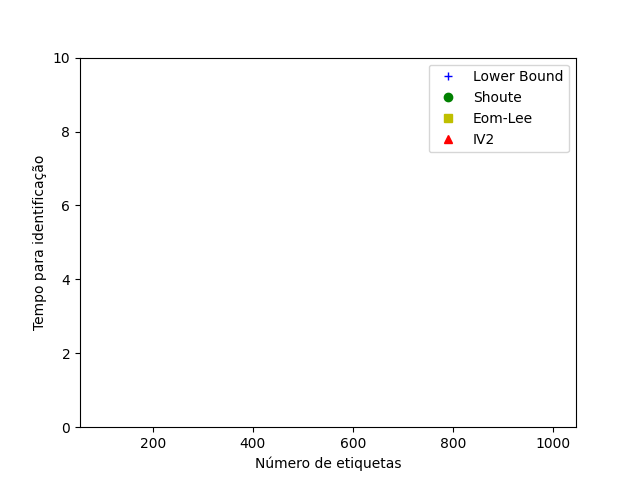 10
8
6
4
2
0
Tempo para identificação
Lower Bound
Shoute
Eom-Lee
IV2
200 400 600 800 1000
Número de etiquetas